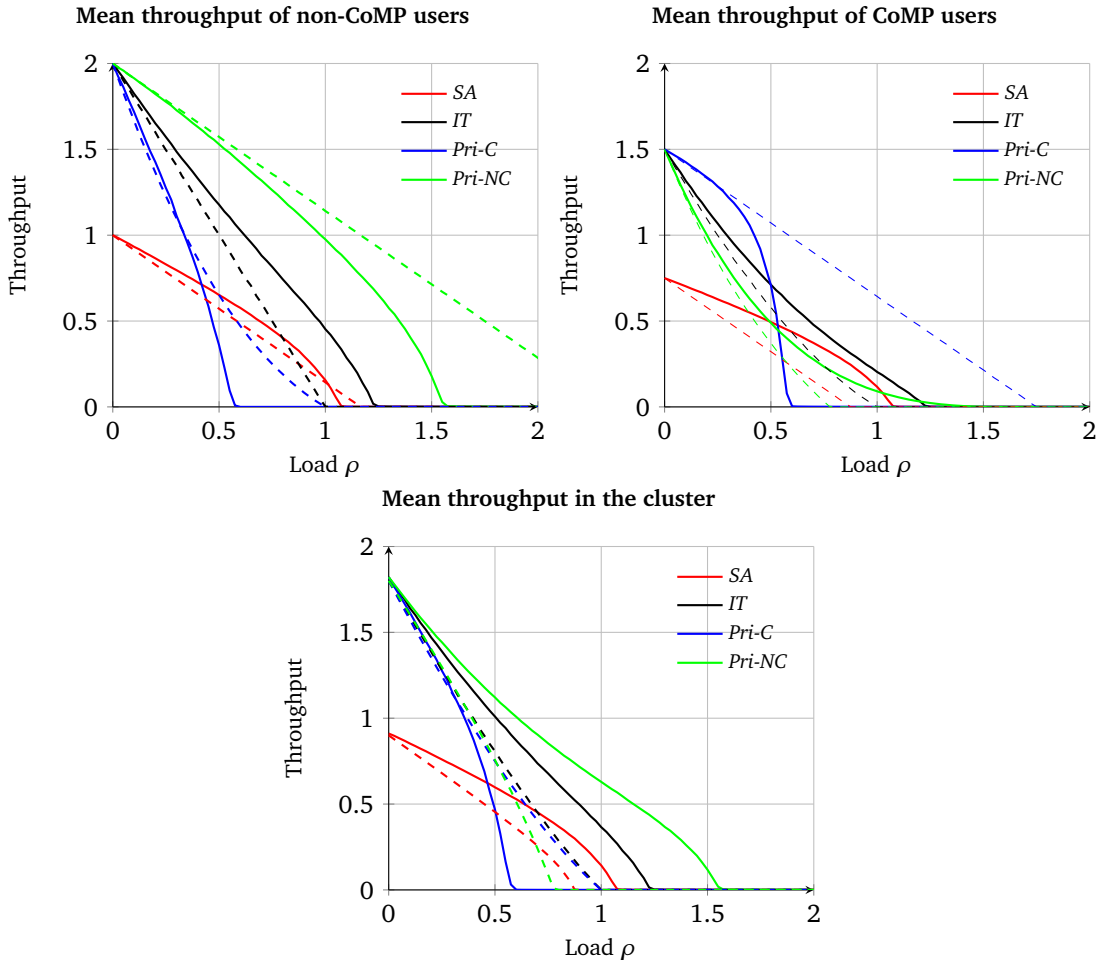 Mean throughput of non-CoMP users
Throughput
2
1.5
1
0.5
0
0 0.5 1 1.5 2
Load ρ
SA
IT
Pri-C
Pri-NC
Mean throughput of CoMP users
Throughput
2
1.5
1
0.5
0
0 0.5 1 1.5 2
Load ρ
SA
IT
Pri-C
Pri-NC
Mean throughput in the cluster
Throughput
2
1.5
1
0.5
0
0 0.5 1 1.5 2
Load ρ
SA
IT
Pri-C
Pri-NC